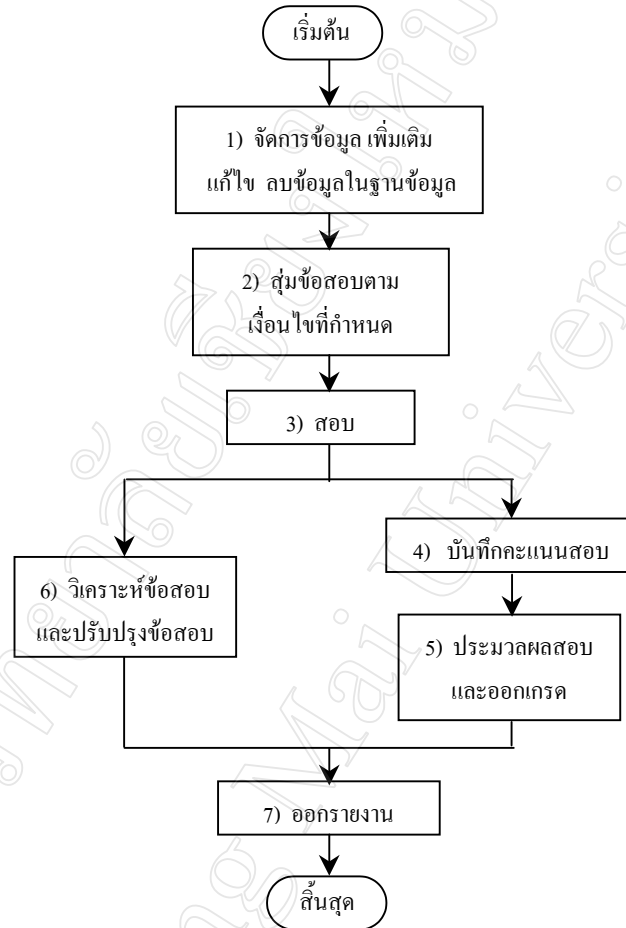 เริ่มต้น
1) จัดการข้อมูล เพิ่มเติม
แก้ไข ลบข้อมูลในฐานข้อมูล
2) สุ่มข้อสอบตาม
เงื่อนไขที่กำหนด
3) สอบ
4) บันทึกคะแนนสอบ
6) วิเคราะห์ข้อสอบ
และปรับปรุงข้อสอบ
5) ประมวลผลสอบ
และออกเกรด
7) ออกรายงาน
สิ้นสุด